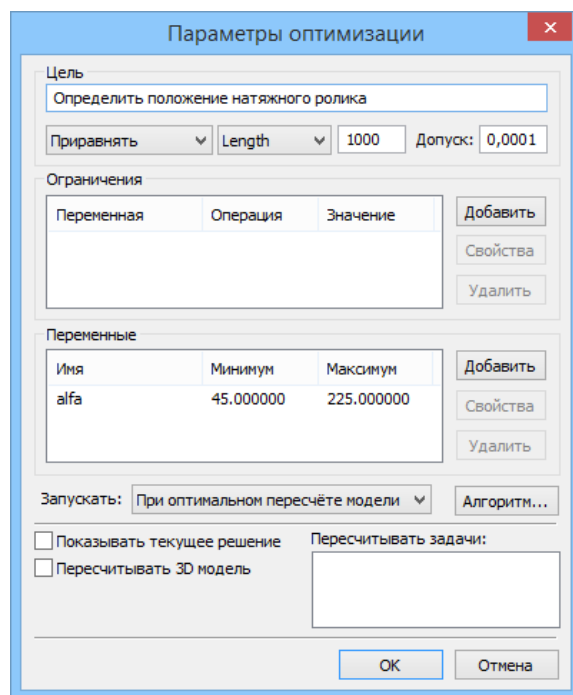 Параметры оптимизации
Цель
Определить положение натяжного ролика
Приравнять Length 1000 Допуск: 0,0001
Ограничения
Переменная Операция Значение Добавить
Свойства
Удалить
Переменные
Имя Минимум Максимум Добавить
alfa 45.000000 225.000000 Свойства
Удалить
Запускать: При оптимальном пересчёте модели Алгоритм...
Показывать текущее решение Пересчитывать задачи:
Пересчитывать 3D модель
OK Отмена